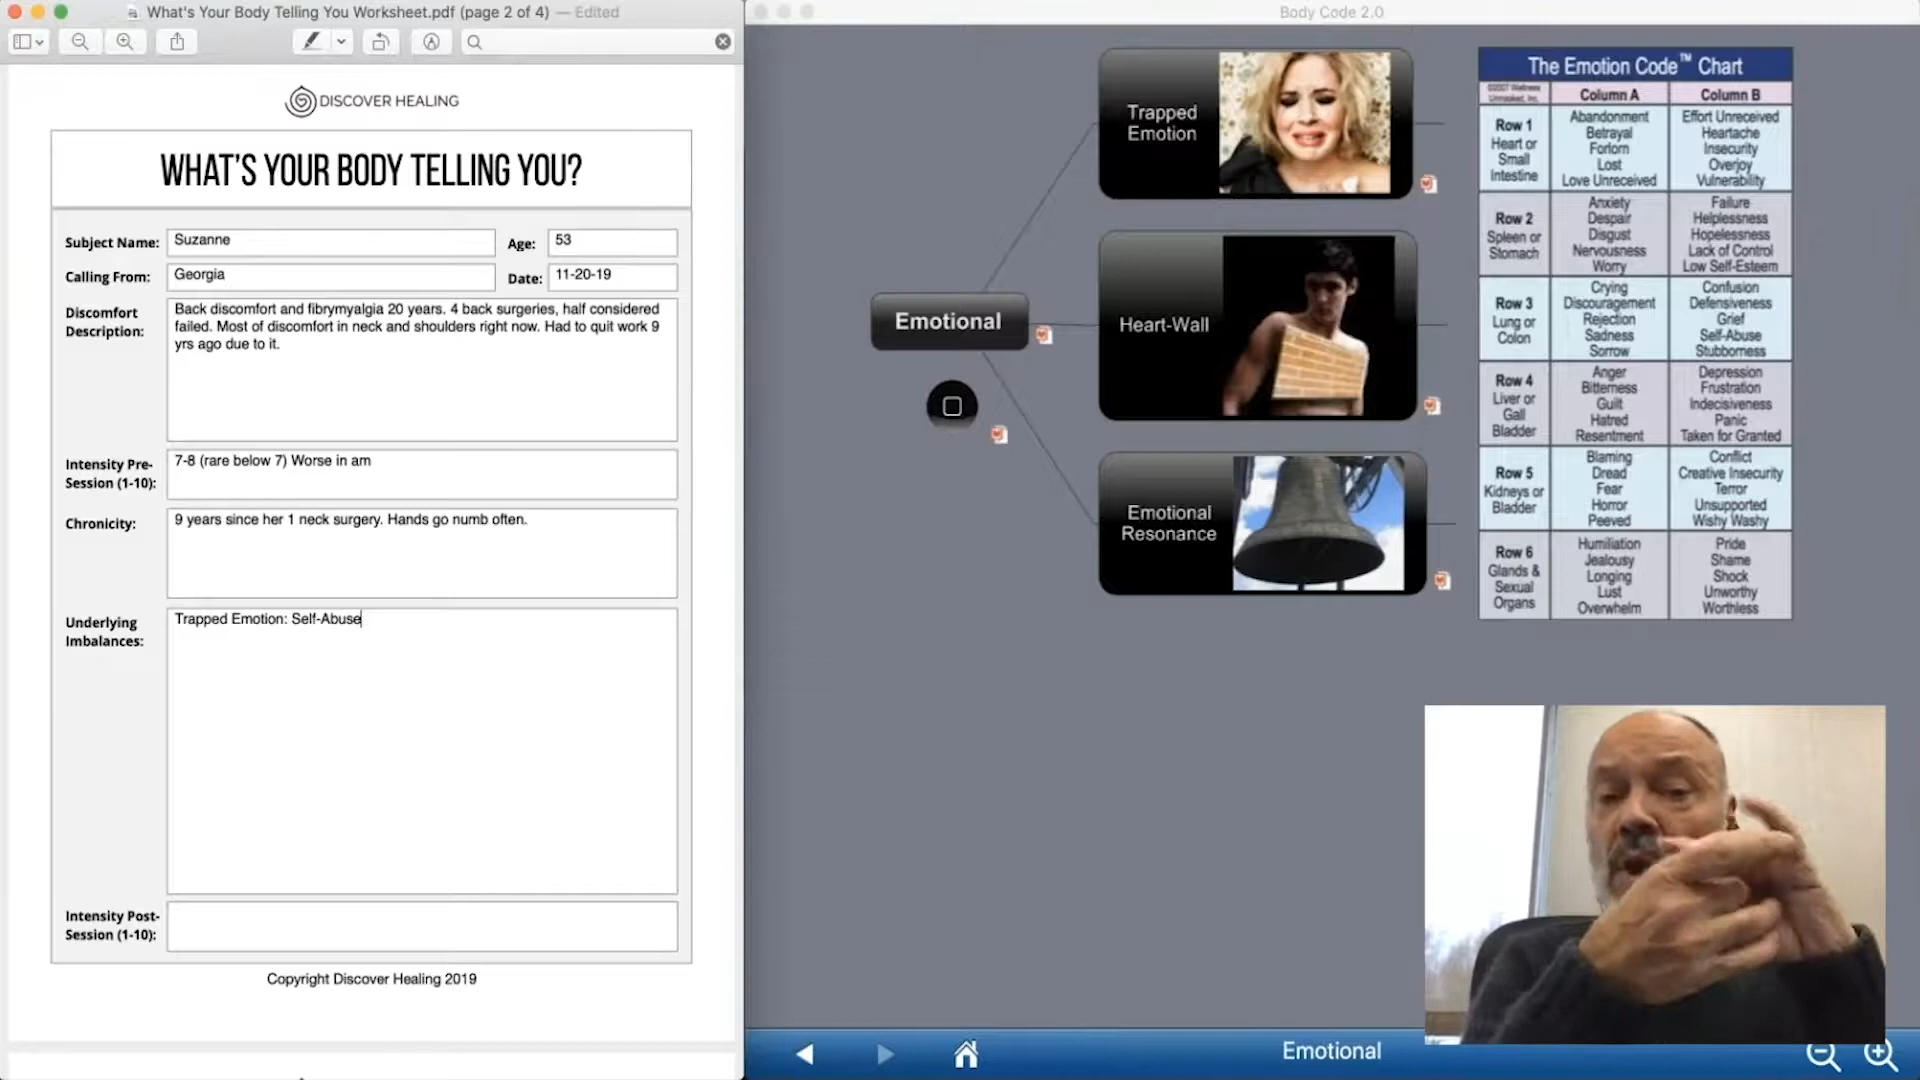 What's Your Body Telling You Worksheet.pdf (page 2 of 4) — Edited
DISCOVER HEALING
WHAT'S YOUR BODY TELLING YOU?
Subject Name: Suzanne Age: 53
Calling From: Georgia Date: 11-20-19
Discomfort Description:
Back discomfort and fibrymyalgia 20 years. 4 back surgeries, half considered
failed. Most of discomfort in neck and shoulders right now. Had to quit work 9
yrs ago due to it.
Intensity Pre-
Session (1-10):
7-8 (rare below 7) Worse in am
Chronicity:
9 years since her 1 neck surgery. Hands go numb often.
Underlying
Imbalances:
Trapped Emotion: Self-Abuse
Intensity Post-
Session (1-10):
Copyright Discover Healing 2019
Body Code 2.0
Emotional
Trapped
Emotion
Heart-Wall
Emotional
Resonance
The Emotion Code™ Chart
©2007 Wellness
Unmasked, Inc.
Column A
Column B
Row 1
Heart or
Small
Intestine
Abandonment
Betrayal
Forlorn
Lost
Love Unreceived
Effort Unreceived
Heartache
Insecurity
Overjoy
Vulnerability
Row 2
Spleen or
Stomach
Anxiety
Despair
Disgust
Nervousness
Worry
Failure
Helplessness
Hopelessness
Lack of Control
Low Self-Esteem
Row 3
Lung or
Colon
Crying
Discouragement
Rejection
Sadness
Sorrow
Confusion
Defensiveness
Grief
Self-Abuse
Stubborness
Row 4
Liver or
Gall
Bladder
Anger
Bitterness
Guilt
Hatred
Resentment
Depression
Frustration
Indecisiveness
Panic
Taken for Granted
Row 5
Kidneys or
Bladder
Blaming
Dread
Fear
Horror
Peeved
Conflict
Creative Insecurity
Terror
Unsupported
Wishy Washy
Row 6
Glands &
Sexual
Organs
Humiliation
Jealousy
Longing
Lust
Overwhelm
Pride
Shame
Shock
Unworthy
Worthless
Emotional